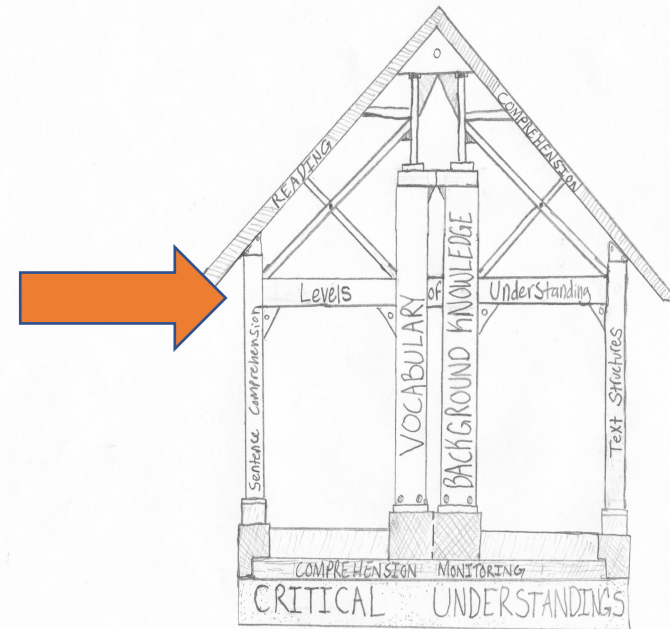 READING
COMPREHENSION
Levels of Understanding
Sentence Comprehension
VOCABULARY
BACKGROUND KNOWLEDGE
Text Structures
COMPREHENSION MONITORING
CRITICAL UNDERSTANDINGS